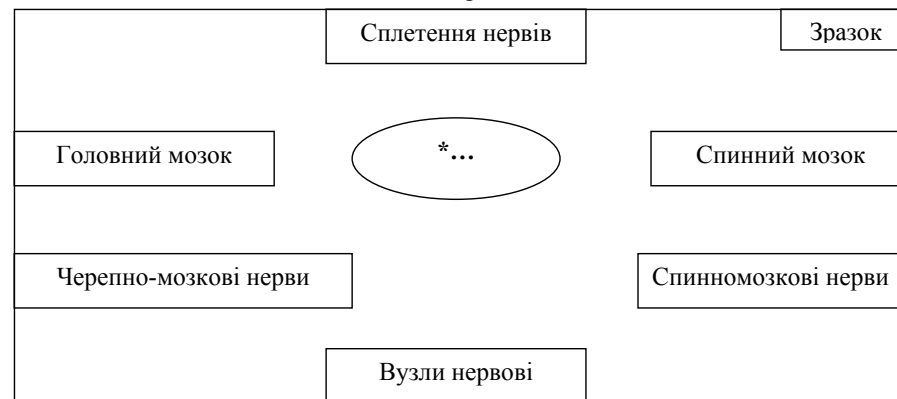 Сплетення нервів
Зразок
Головний мозок
*...
Спинний мозок
Черепно-мозкові нерви
Спинномозкові нерви
Вузли нервові